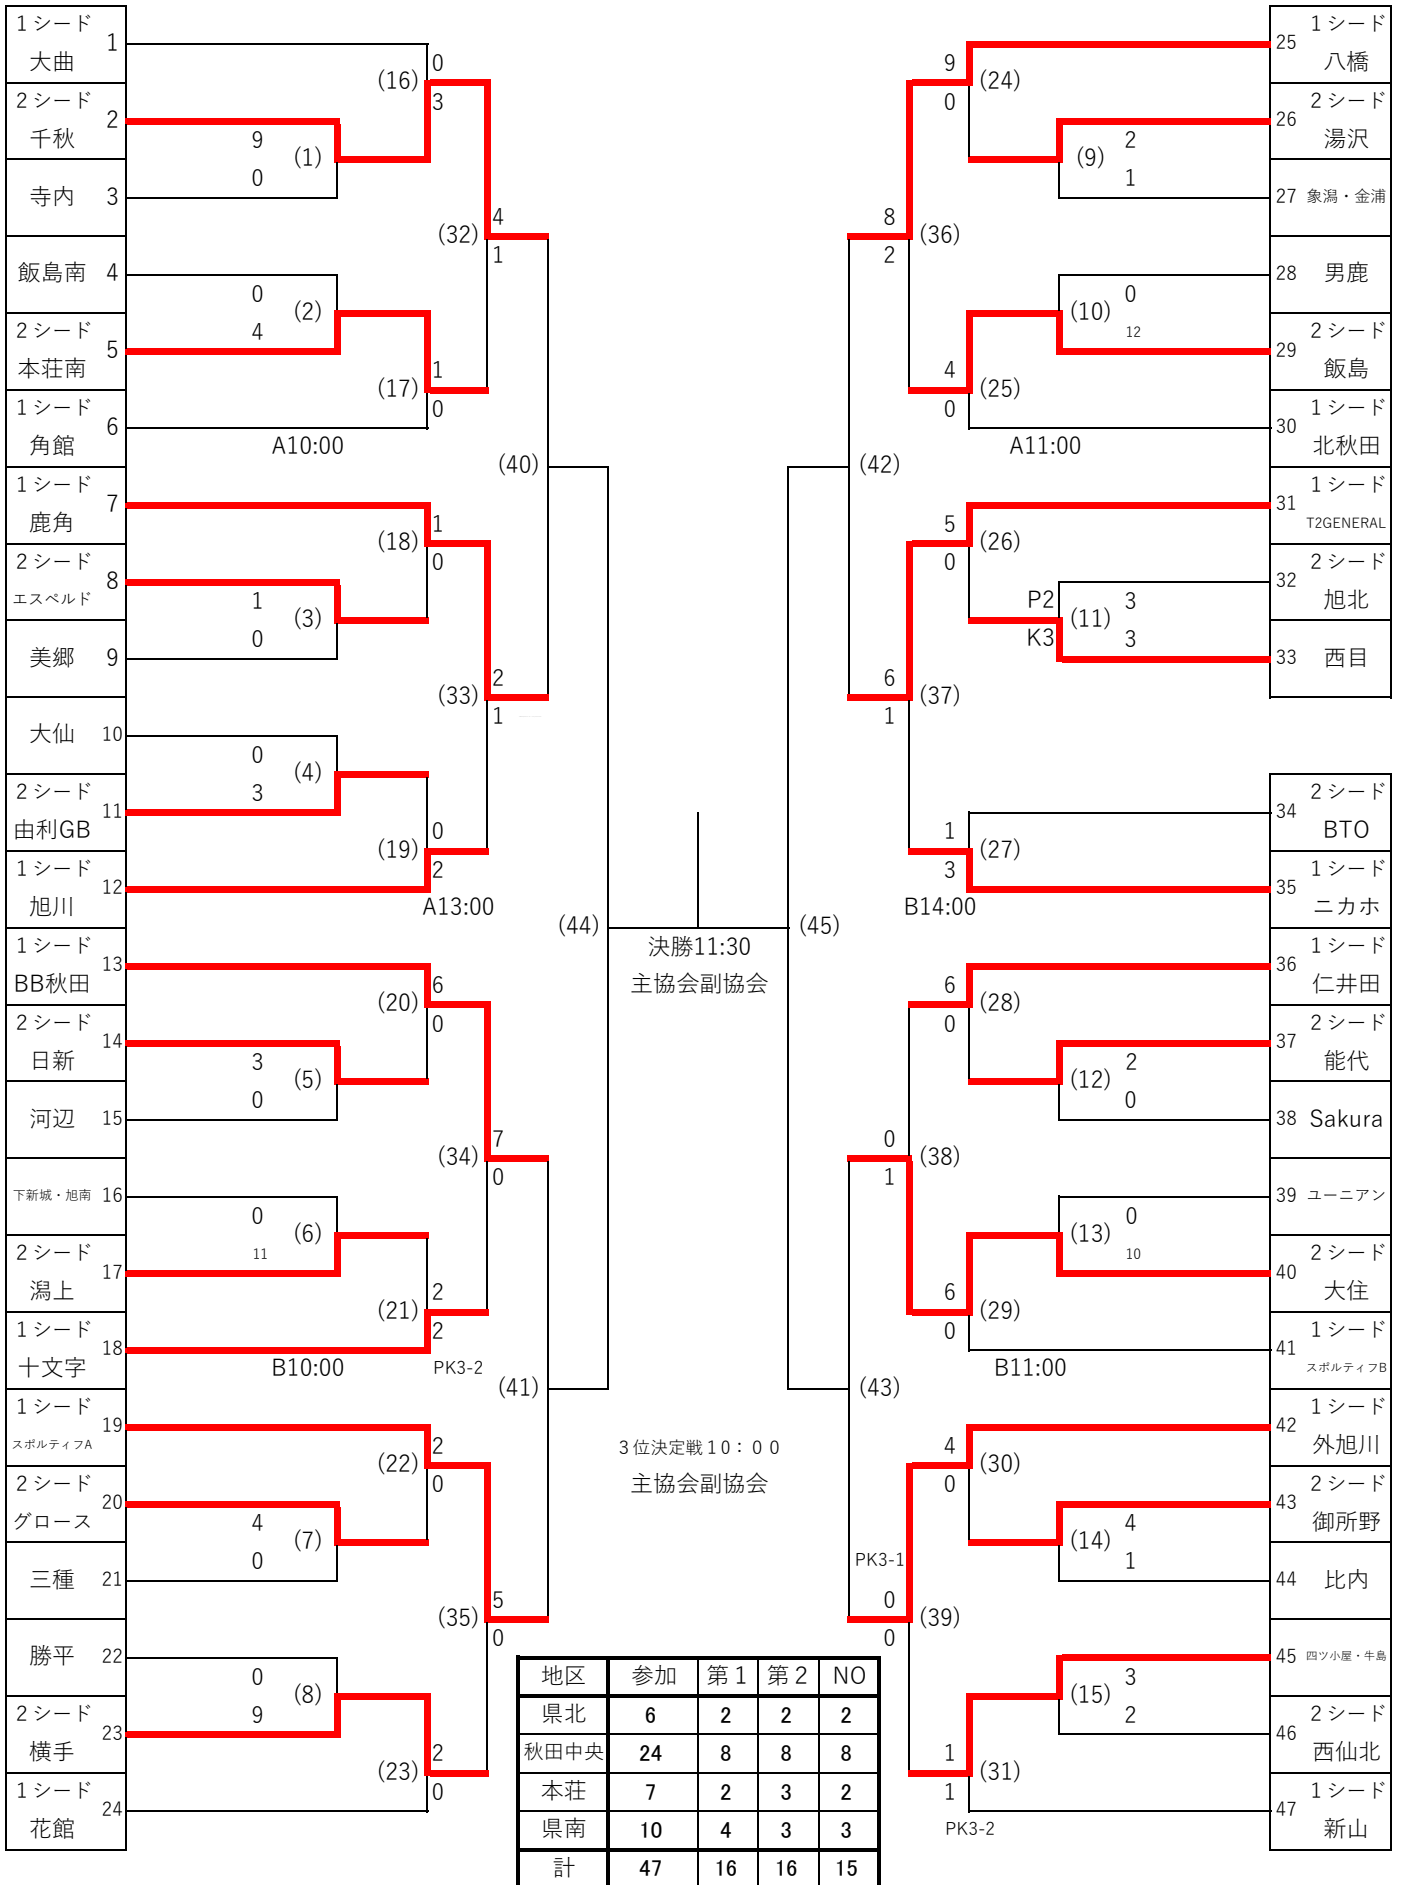 1シード
大曲 1
2シード
千秋 2
寺内 3
飯島南 4
2シード
本荘南 5
1シード
角館 6
1シード
鹿角 7
2シード
エスペルド 8
美郷 9
大仙 10
2シード
由利GB 11
1シード
旭川 12
1シード
BB秋田 13
2シード
日新 14
河辺 15
下新城・旭南 16
2シード
潟上 17
1シード
十文字 18
1シード
スポルティフA 19
2シード
グロース 20
三種 21
勝平 22
2シード
横手 23
1シード
花館 24
9
0
(1)
0
4
(2)
1
0
(3)
0
3
(4)
3
0
(5)
0
11
(6)
4
0
(7)
0
9
(8)
(16)
0
3
(17)
1
0
A10:00
(18)
1
0
(19)
0
2
A13:00
(20)
6
0
(21)
2
2
B10:00
PK3-2
(22)
2
0
(23)
2
0
(32)
4
1
(33)
2
1
(34)
7
0
(35)
5
0
(40)
(41)
(44)
決勝11:30
主協会副協会
(45)
3位決定戦10：００
主協会副協会
(42)
(43)
8
2
(36)
6
1
(37)
0
1
(38)
PK3-1
0
0
(39)
9
0
(24)
4
0
(25)
A11:00
5
0
(26)
1
3
(27)
B14:00
6
0
(28)
6
0
(29)
B11:00
4
0
(30)
1
1
(31)
PK3-2
(9)
2
1
(10)
0
12
P2
K3
(11)
3
3
(12)
2
0
(13)
0
10
(14)
4
1
(15)
3
2
25 1シード
八橋
26 2シード
湯沢
27 象潟・金浦
28 男鹿
29 2シード
飯島
30 1シード
北秋田
31 1シード
T2GENERAL
32 2シード
旭北
33 西目
34 2シード
BTO
35 1シード
ニカホ
36 1シード
仁井田
37 2シード
能代
38 Sakura
39 ユーニアン
40 2シード
大住
41 1シード
スポルティフB
42 1シード
外旭川
43 2シード
御所野
44 比内
45 四ツ小屋・牛島
46 2シード
西仙北
47 1シード
新山
地区 参加 第1 第2 NO
県北 6 2 2 2
秋田中央 24 8 8 8
本荘 7 2 3 2
県南 10 4 3 3
計 47 16 16 15